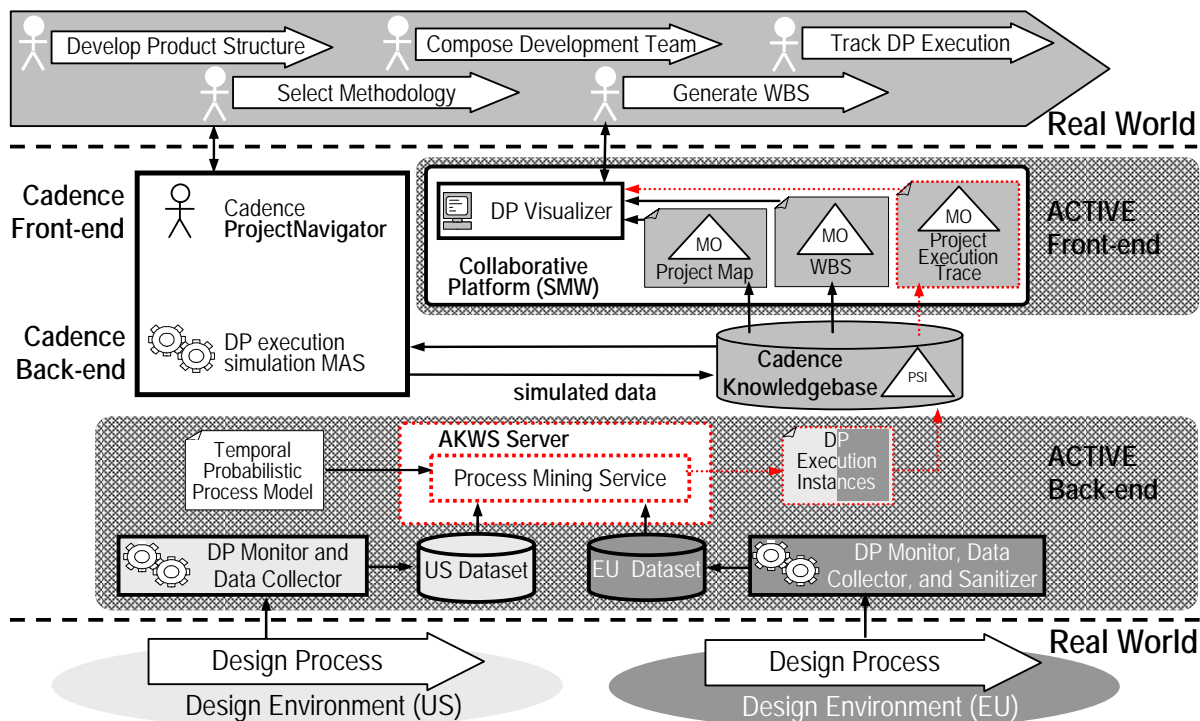 Develop Product Structure
Compose Development Team
Track DP Execution
Select Methodology
Generate WBS
Real World
Cadence
Front-end
Cadence
ProjectNavigator
DP Visualizer
Collaborative
Platform (SMW)
MO
Project Map
MO
WBS
MO
Project
Execution
Trace
ACTIVE
Front-end
Cadence
Back-end
DP execution
simulation MAS
simulated data
Cadence
Knowledgebase
PSI
Temporal
Probabilistic
Process Model
AKWS Server
Process Mining Service
DP
Execution
Instances
ACTIVE
Back-end
DP Monitor and
Data Collector
US Dataset
EU Dataset
DP Monitor, Data
Collector, and Sanitizer
Real World
Design Process
Design Environment (US)
Design Process
Design Environment (EU)